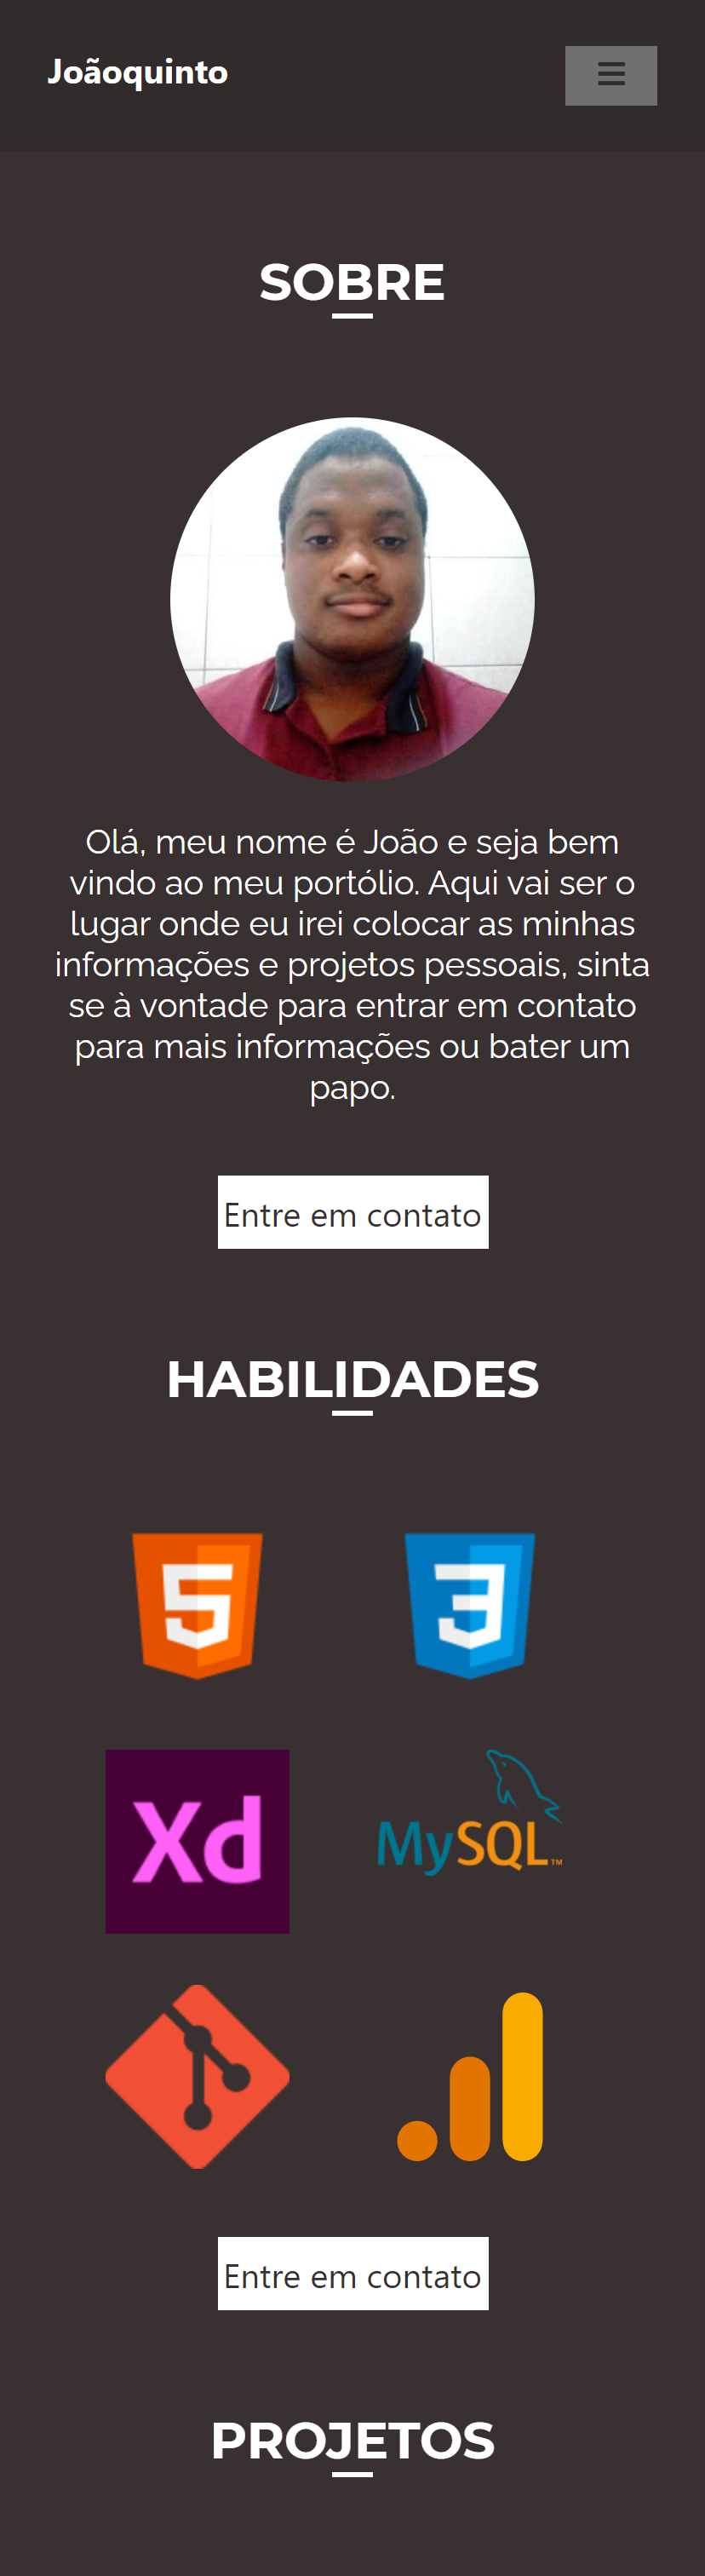 Joãoquinto
SOBRE
Olá, meu nome é João e seja bem
vindo ao meu portólio. Aqui vai ser o
lugar onde eu irei colocar as minhas
informações e projetos pessoais, sinta
se à vontade para entrar em contato
para mais informações ou bater um
papo.
Entre em contato
HABILIDADES
5
3
Xd
MySQL™
Entre em contato
PROJETOS